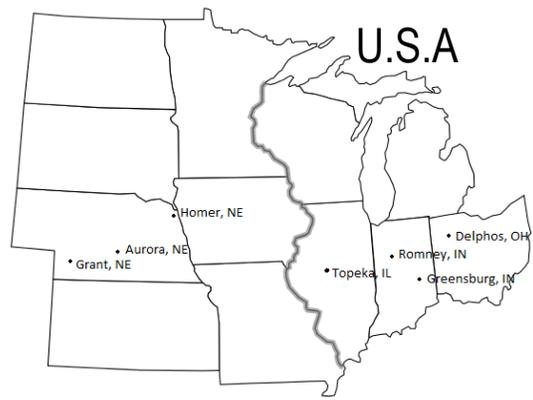 U.S.A
Homer, NE
Delphos, OH
Aurora, NE
Romney, IN
Grant, NE
Topeka, IL
Greensburg, IN